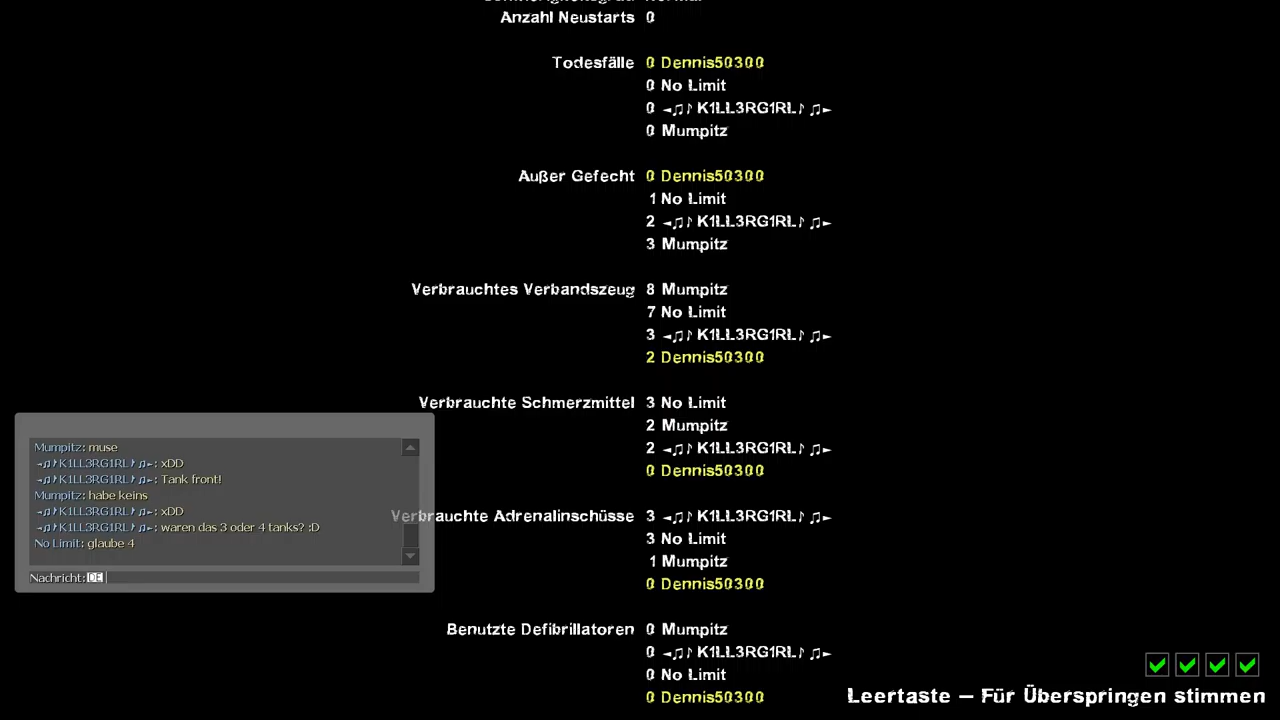 Anzahl Neustarts 0
Todesfälle 0 Dennis50300
0 No Limit
0 ◄♫♪ K1LL3RG1RL♪ ♫►
0 Mumpitz
Außer Gefecht 0 Dennis50300
1 No Limit
2 ◄♫♪ K1LL3RG1RL♪ ♫►
3 Mumpitz
Verbrauchtes Verbandszeug 8 Mumpitz
7 No Limit
3 ◄♫♪ K1LL3RG1RL♪ ♫►
2 Dennis50300
Verbrauchte Schmerzmittel 3 No Limit
2 Mumpitz
2 ◄♫♪ K1LL3RG1RL♪ ♫►
0 Dennis50300
Verbrauchte Adrenalinschüsse 3 ◄♫♪ K1LL3RG1RL♪ ♫►
3 No Limit
1 Mumpitz
0 Dennis50300
Benutzte Defibrillatoren 0 Mumpitz
0 ◄♫♪ K1LL3RG1RL♪ ♫►
0 No Limit
0 Dennis50300
Mumpitz: muse
◄♫♪K1LL3RG1RL♪♫►: xDD
◄♫♪K1LL3RG1RL♪♫►: Tank front!
Mumpitz: habe keins
◄♫♪K1LL3RG1RL♪♫►: xDD
◄♫♪K1LL3RG1RL♪♫►: waren das 3 oder 4 tanks? :D
No Limit: glaube 4
Nachricht: DE
Leertaste – Für Überspringen stimmen